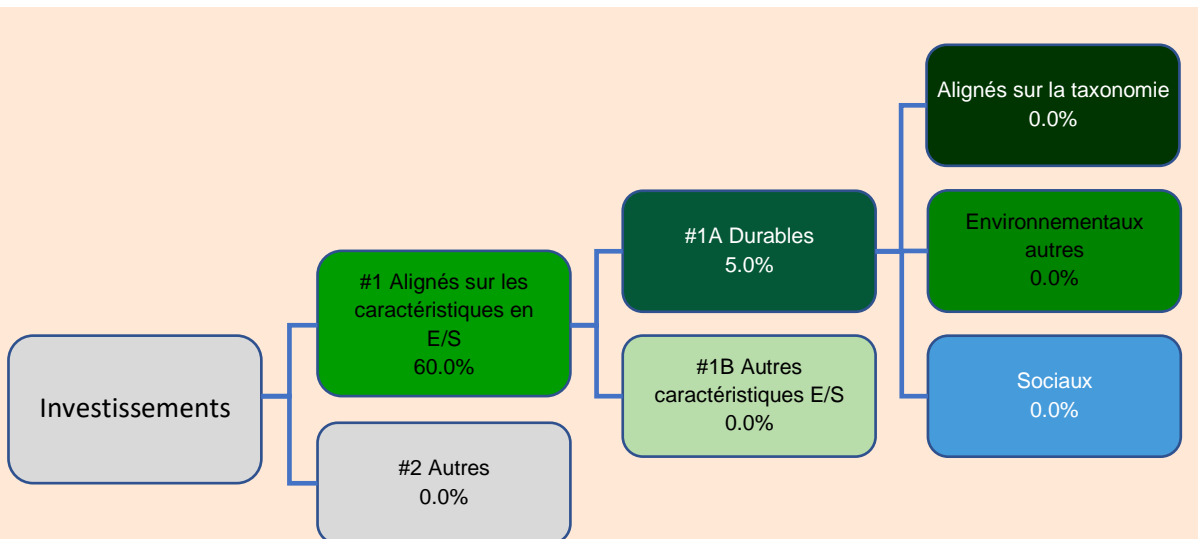 Alignés sur la taxonomie
0.0%
#1A Durables
5.0%
Environnementaux
autres
0.0%
#1 Alignés sur les
caractéristiques en
E/S
60.0%
#1B Autres
caractéristiques E/S
0.0%
Sociaux
0.0%
Investissements
#2 Autres
0.0%